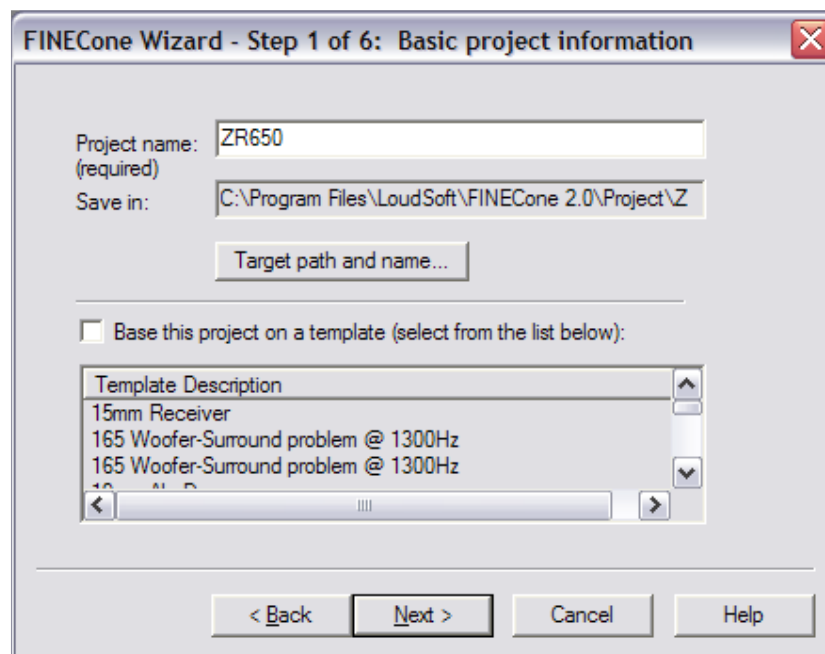 FINECone Wizard - Step 1 of 6: Basic project information
Project name:
ZR650
(required)
Save in:
C:\Program Files\LoudSoft\FINECone 2.0\Project\Z
Target path and name...
Base this project on a template (select from the list below):
Template Description
15mm Receiver
165 Woofer-Surround problem @ 1300Hz
165 Woofer-Surround problem @ 1300Hz
< Back
Next >
Cancel
Help